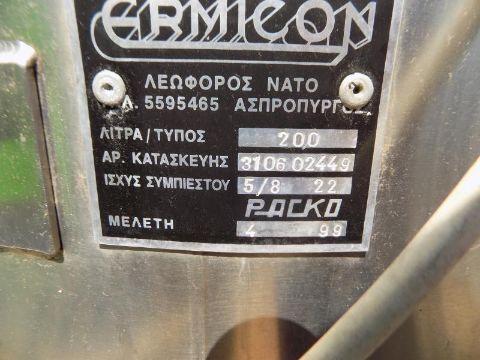 ERMICON
ΛΕΩΦΟΡΟΣ ΝΑΤΟ
5595465 ΑΣΠΡΟΠΥΡΓΟΣ
ΛΙΤΡΑ/ΤΥΠΟΣ 200
ΑΡ. ΚΑΤΑΣΚΕΥΗΣ 3106 02449
ΙΣΧΥΣ ΣΥΜΠΙΕΣΤΟΥ 5/8 22
PACKO
ΜΕΛΕΤΗ 4 99